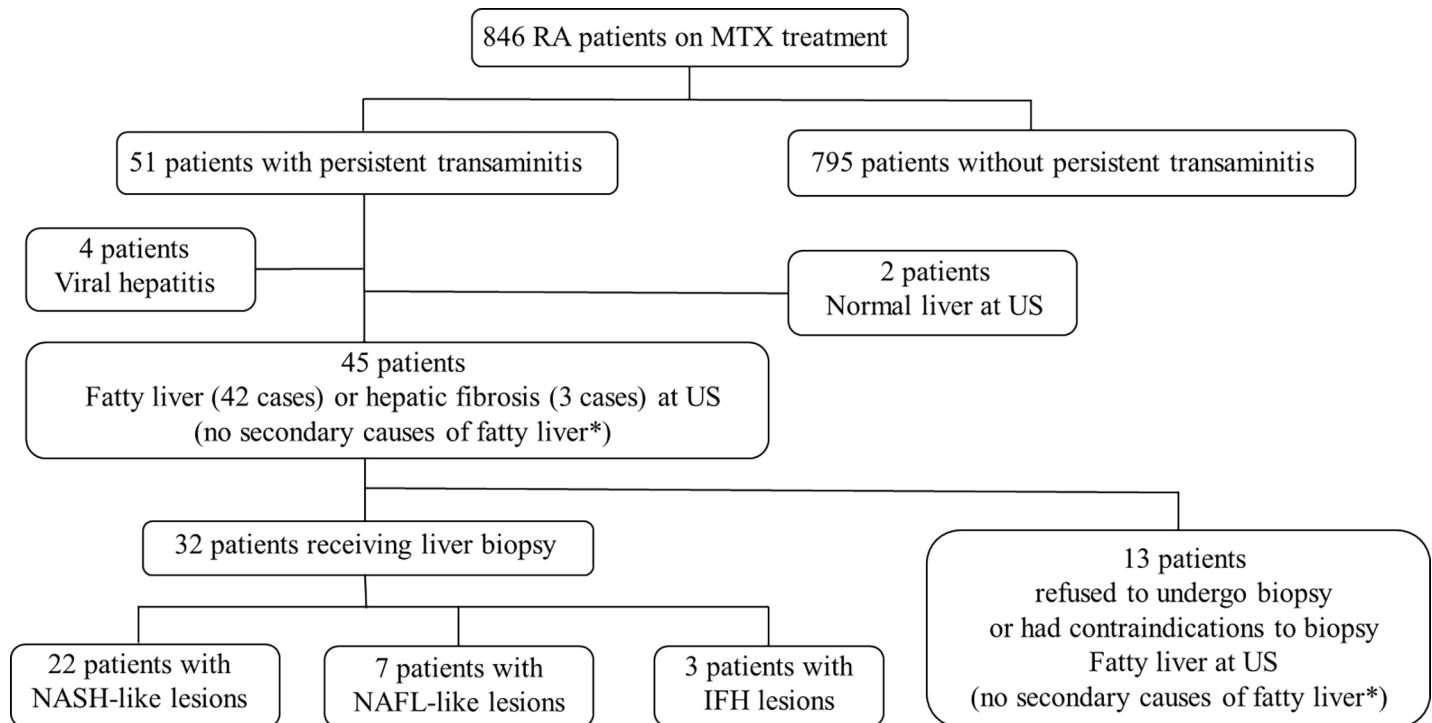 846 RA patients on MTX treatment
51 patients with persistent transaminitis
795 patients without persistent transaminitis
4 patients
Viral hepatitis
2 patients
Normal liver at US
45 patients
Fatty liver (42 cases) or hepatic fibrosis (3 cases) at US
(no secondary causes of fatty liver*)
32 patients receiving liver biopsy
13 patients
refused to undergo biopsy
or had contraindications to biopsy
Fatty liver at US
(no secondary causes of fatty liver*)
22 patients with
NASH-like lesions
7 patients with
NAFL-like lesions
3 patients with
IFH lesions